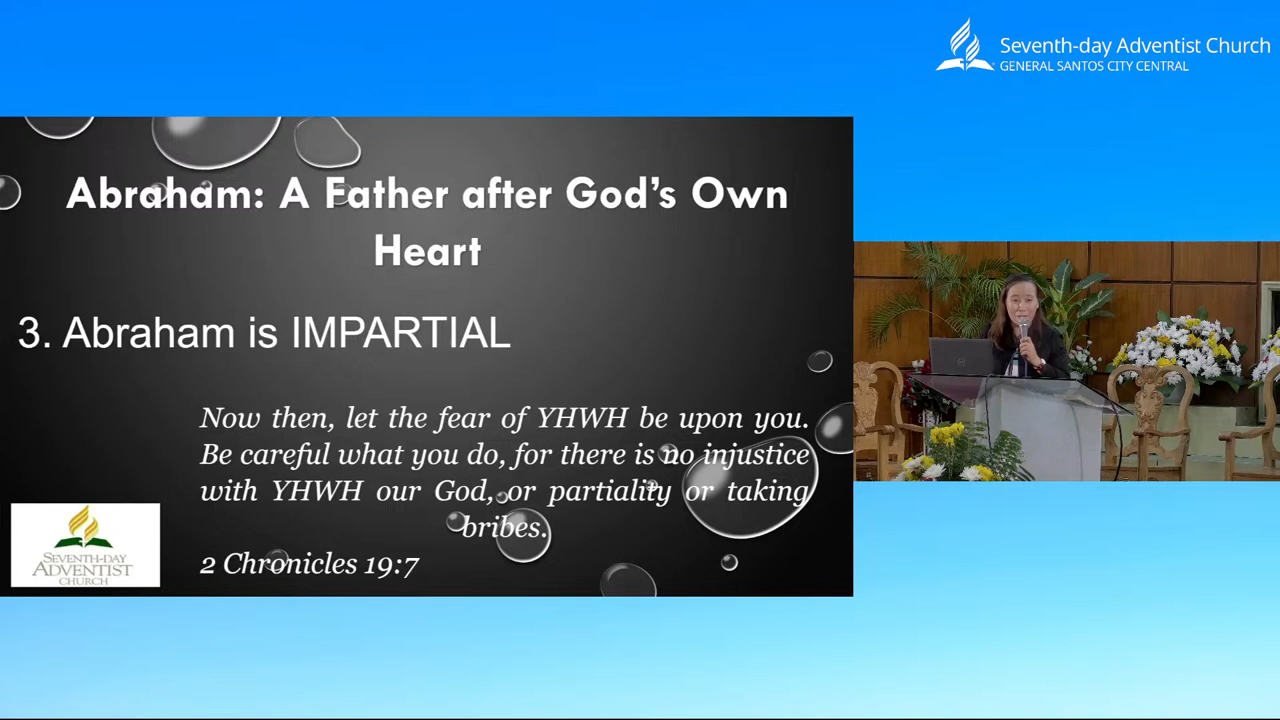 Seventh-day Adventist Church
GENERAL SANTOS CITY CENTRAL
Abraham: A Father after God's Own
Heart
3. Abraham is IMPARTIAL
Now then, let the fear of YHWH be upon you.
Be careful what you do, for there is no injustice
with YHWH our God, or partiality or taking
bribes.
2 Chronicles 19:7
SEVENTH-DAY
ADVENTIST
CHURCH